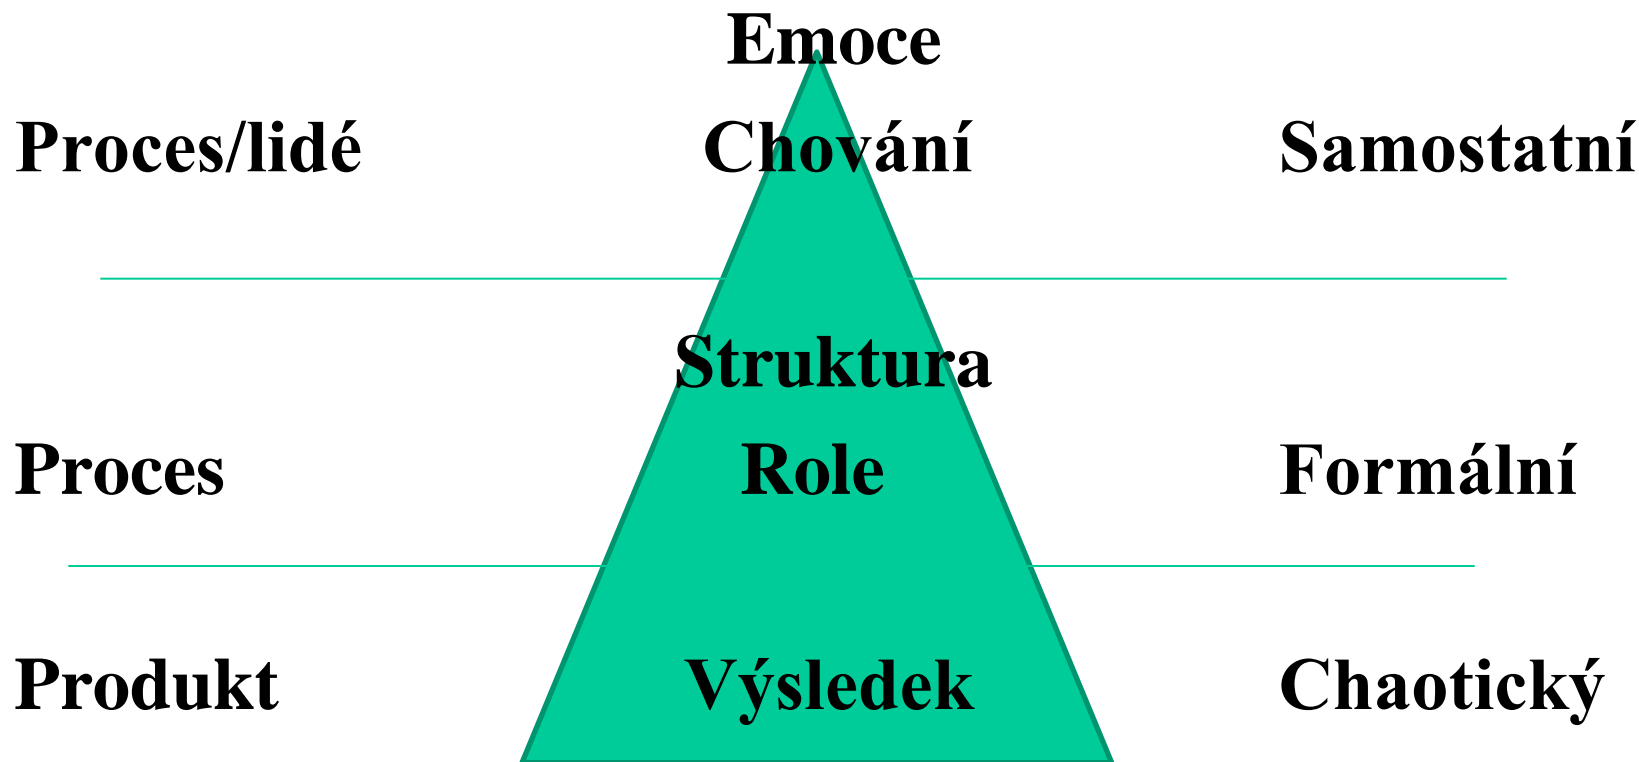 Emoce
Proces/lidé Chování Samostatní
Struktura
Proces Role Formální
Produkt Výsledek Chaotický